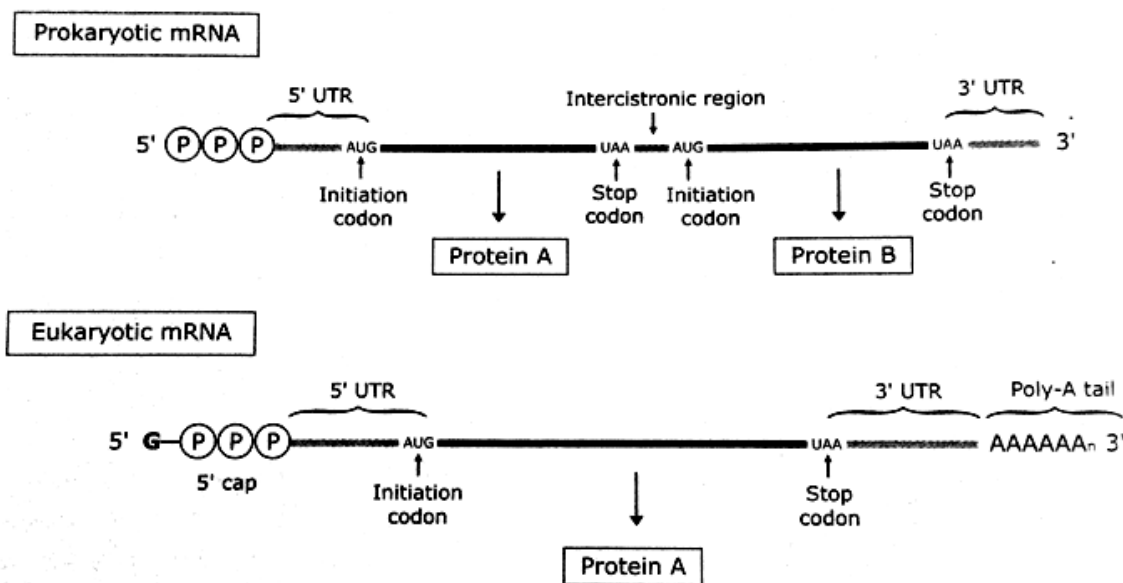 Prokaryotic mRNA
5' UTR
Intercistronic region
3' UTR
5' P P P AUG UAA AUG UAA 3'
Initiation
codon
Stop
codon
Initiation
codon
Stop
codon
Protein A
Protein B
Eukaryotic mRNA
5' UTR
3' UTR
Poly-A tail
5' G P P P AUG UAA AAAAAAn 3'
5' cap
Initiation
codon
Stop
codon
Protein A